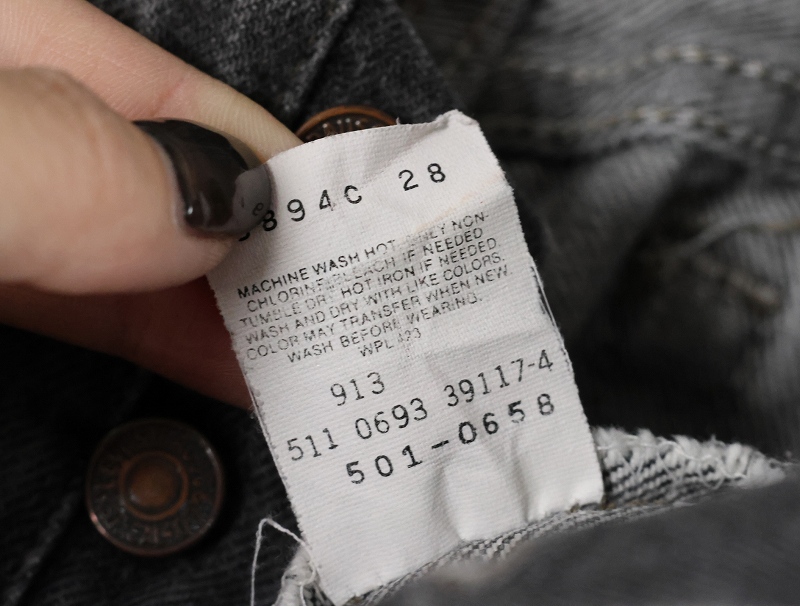 894C 28
MACHINE WASH HOT ONLY NON-
CHLORINE BLEACH IF NEEDED
TUMBLE DRY HOT IRON IF NEEDED.
WASH AND DRY WITH LIKE COLORS.
COLOR MAY TRANSFER WHEN NEW.
WASH BEFORE WEARING.
WPL 423
913
511 0693 39117-4
501-0658